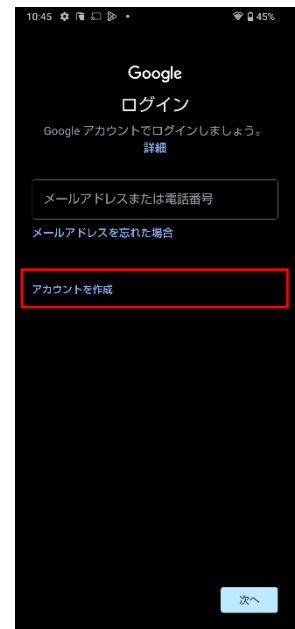 10:45 45%
Google
ログイン
Google アカウントでログインしましょう。
詳細
メールアドレスまたは電話番号
メールアドレスを忘れた場合
アカウントを作成
次へ